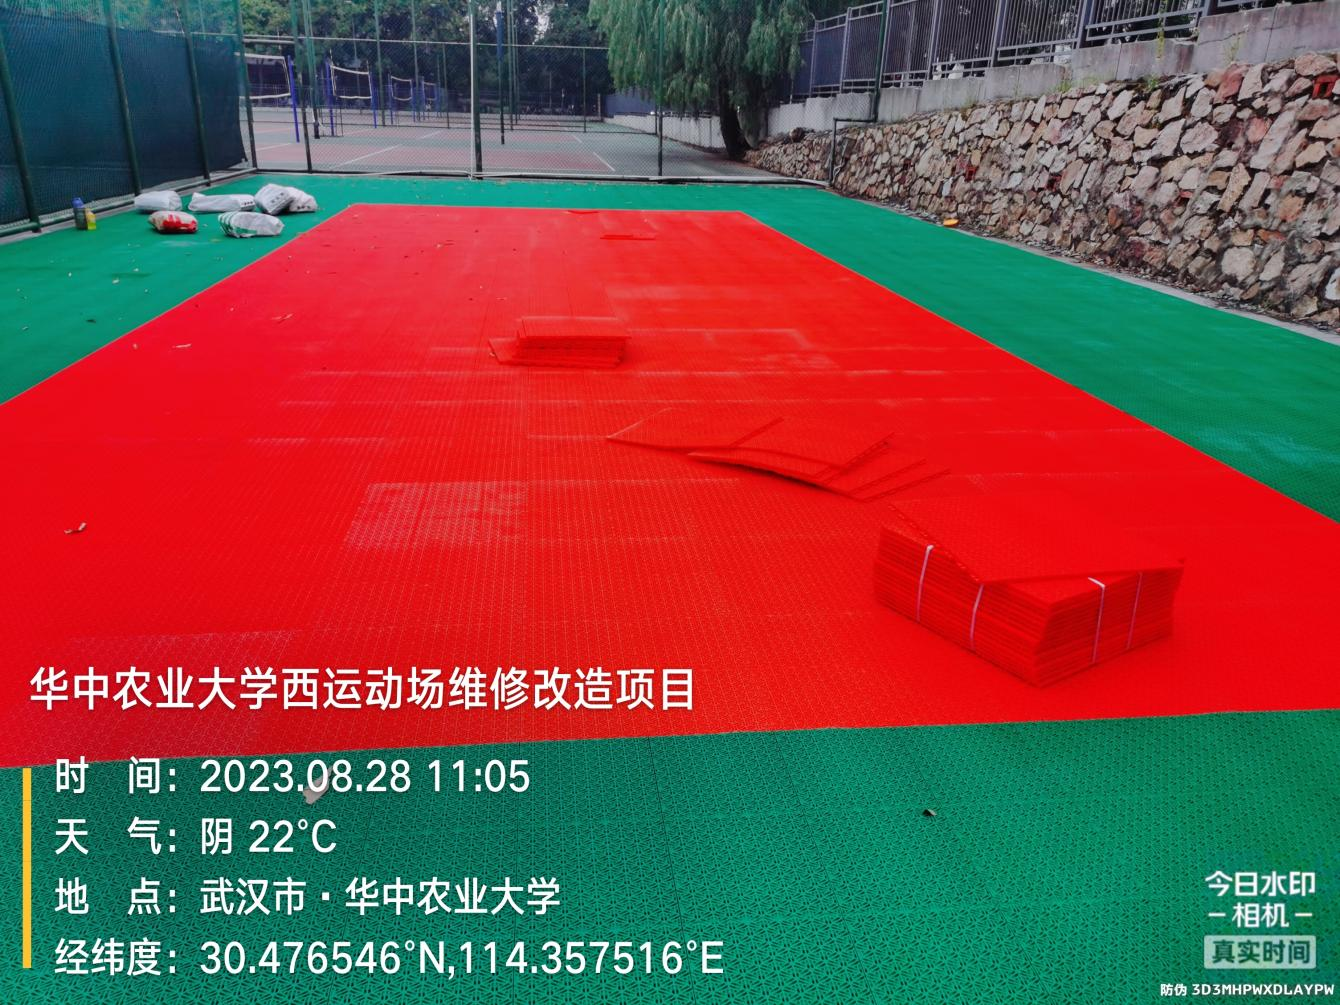 华中农业大学西运动场维修改造项目
时 间：2023.08.28 11:05
天 气：阴 22°C
地 点：武汉市·华中农业大学
经纬度：30.476546°N,114.357516°E
今日水印
相机
真实时间
防伪 3D3MHPWXDLAYPW